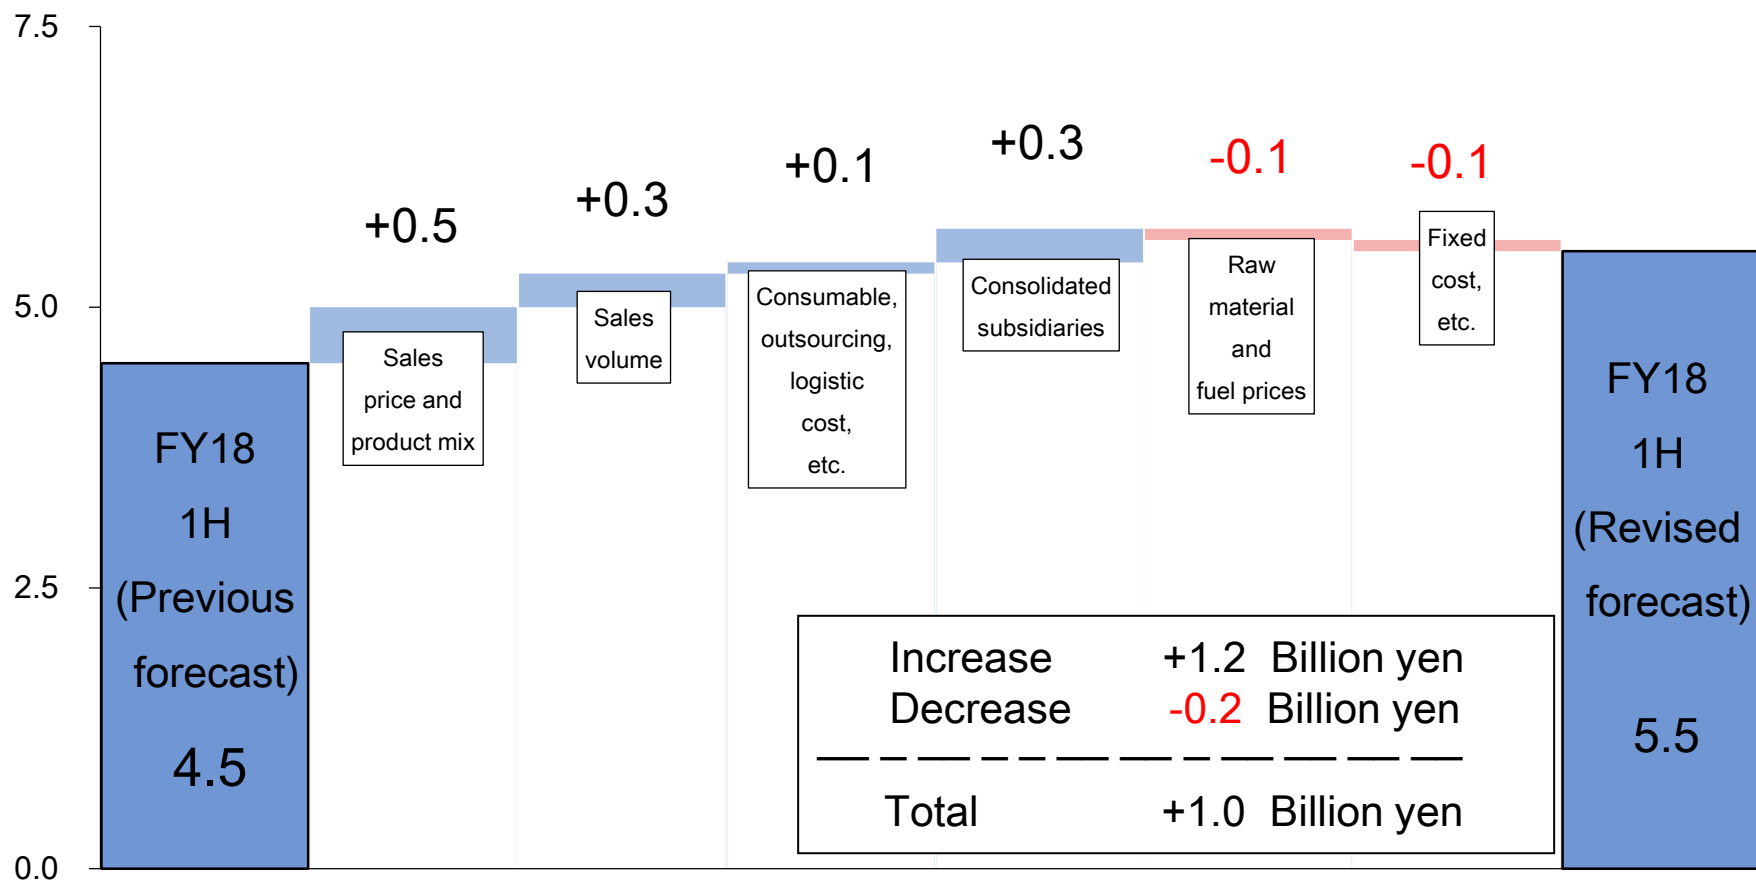 7.5
5.0
2.5
0.0
FY18
1H
(Previous
forecast)
4.5
+0.5
Sales
price and
product mix
+0.3
Sales
volume
+0.1
Consumable,
outsourcing,
logistic
cost,
etc.
+0.3
Consolidated
subsidiaries
-0.1
Raw
material
and
fuel prices
-0.1
Fixed
cost,
etc.
FY18
1H
(Revised
forecast)
5.5
Increase +1.2 Billion yen
Decrease -0.2 Billion yen
Total +1.0 Billion yen